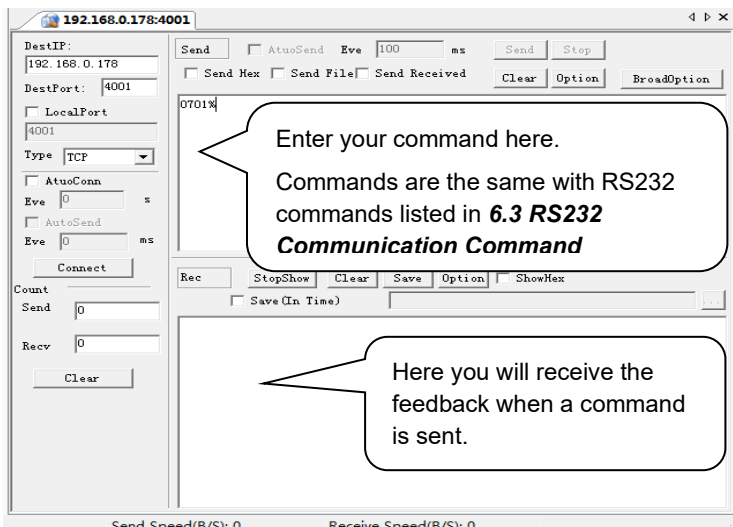 192.168.0.178:4001
DestIP:
192.168.0.178
DestPort: 4001
LocalPort
4001
Type TCP
AtuoConn
Eve 0 s
AutoSend
Eve 0 ms
Connect
Count
Send 0
Recv 0
Clear
Send AtuoSend Eve 100 ms Send Stop
Send Hex Send File Send Received Clear Option BroadOption
0701%
Enter your command here.
Commands are the same with RS232
commands listed in 6.3 RS232
Communication Command
Rec StopShow Clear Save Option ShowHex
Save(In Time) ...
Here you will receive the
feedback when a command
is sent.
Send Speed(B/S): 0 Receive Speed(B/S): 0